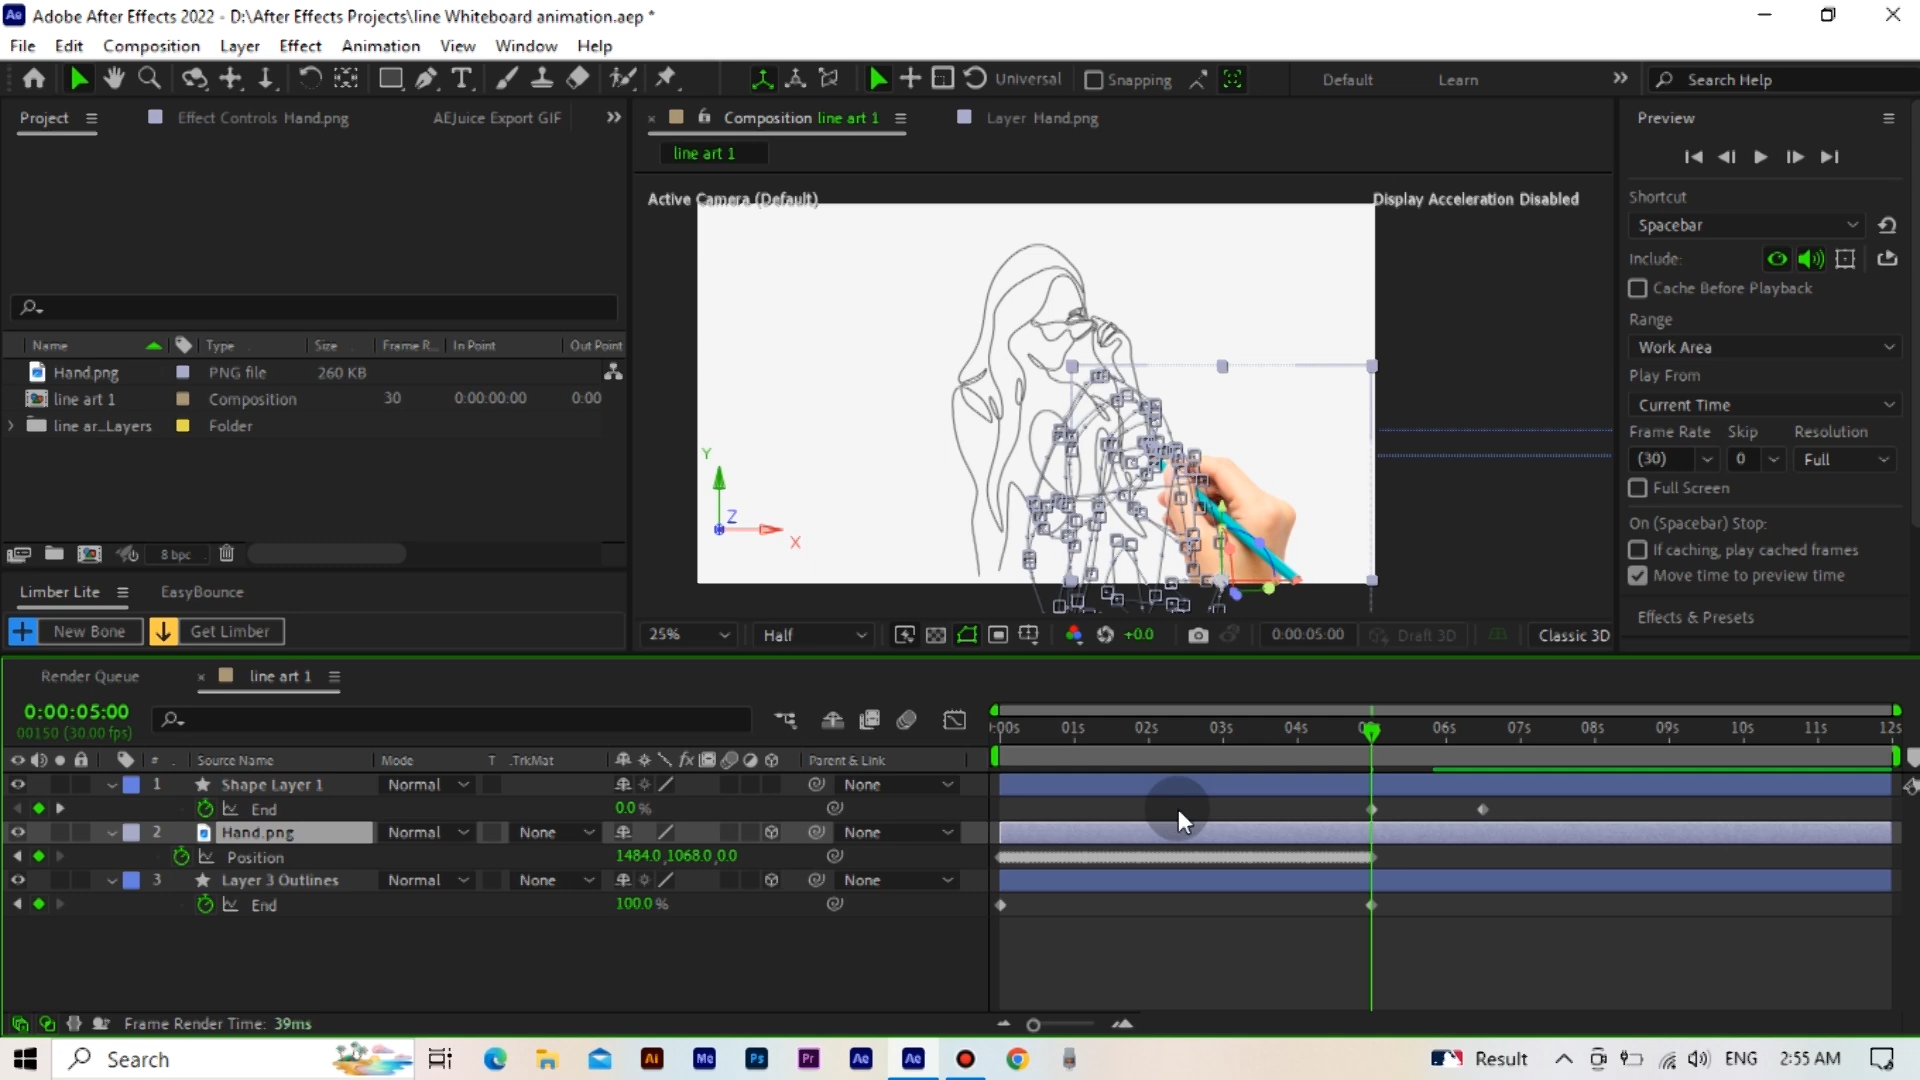 Adobe After Effects 2022 - D:\After Effects Projects\line Whiteboard animation.aep *
File Edit Composition Layer Effect Animation View Window Help
Universal Snapping Default Learn Search Help
Project Effect Controls Hand.png AEJuice Export GIF
Composition line art 1 Layer Hand.png
line art 1
Preview
Active Camera (Default) Display Acceleration Disabled
Shortcut
Spacebar
Include:
Cache Before Playback
Range
Work Area
Play From
Current Time
Frame Rate Skip Resolution
(30) 0 Full
Full Screen
On (Spacebar) Stop:
If caching, play cached frames
Move time to preview time
Effects & Presets
Name Type Size Frame R... In Point Out Point
Hand.png PNG file 260 KB
line art 1 Composition 30 0:00:00:00 0:00
line ar_Layers Folder
Y
Z
X
8 bpc
Limber Lite EasyBounce
New Bone Get Limber
25% Half +0.0 0:00:05:00 Draft 3D Classic 3D
Render Queue line art 1
0:00:05:00
00150 (30.00 fps)
:00s 01s 02s 03s 04s 06s 07s 08s 09s 10s 11s 12s
# . Source Name Mode T .TrkMat fx Parent & Link
1 Shape Layer 1 Normal None
End 0.0 %
2 Hand.png Normal None None
Position 1484.0,1068.0,0.0
3 Layer 3 Outlines Normal None None
End 100.0 %
Frame Render Time: 39ms
Search Ai Me Ps Pr Ae Ae Result ENG 2:55 AM